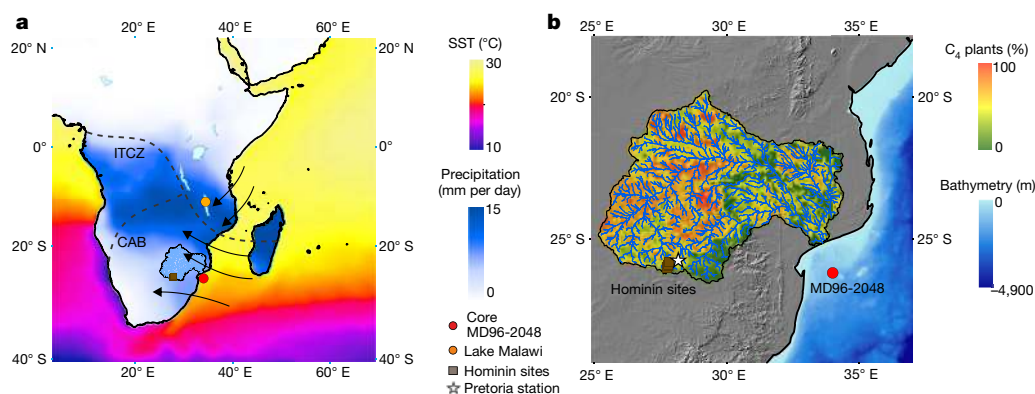 a
20° E
40° E
SST (°C)
20° N
20° N
30
0°
ITCZ
0°
10
Precipitation
(mm per day)
15
CAB
20° S
20° S
0
Core
MD96-2048
Lake Malawi
Hominin sites
Pretoria station
40° S
40° S
20° E
40° E
60° E
b
25° E
30° E
35° E
C₄ plants (%)
100
20° S
20° S
0
Bathymetry (m)
0
25° S
25° S
Hominin sites
MD96-2048
−4,900
25° E
30° E
35° E